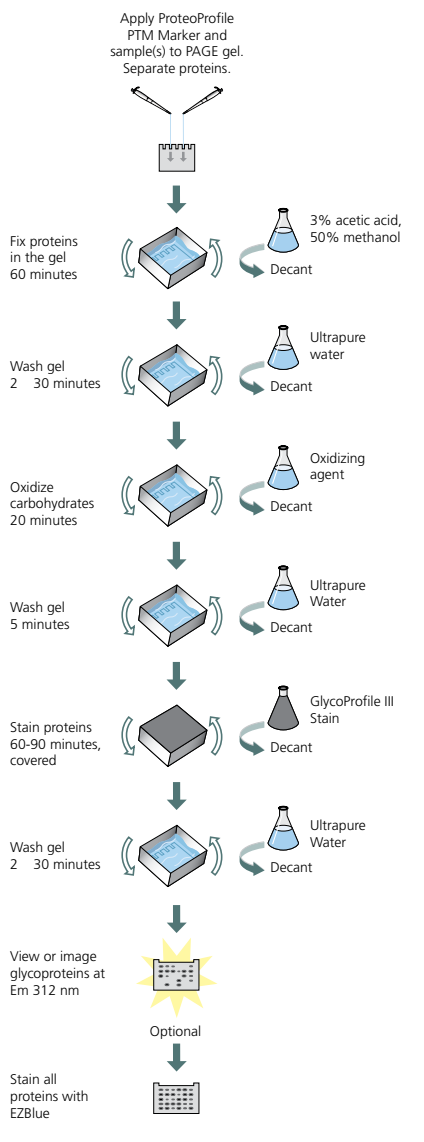 Apply ProteoProfile
PTM Marker and
sample(s) to PAGE gel.
Separate proteins.
Fix proteins
in the gel
60 minutes
3% acetic acid,
50% methanol
Decant
Wash gel
2    30 minutes
Ultrapure
water
Decant
Oxidize
carbohydrates
20 minutes
Oxidizing
agent
Decant
Wash gel
5 minutes
Ultrapure
Water
Decant
Stain proteins
60-90 minutes,
covered
GlycoProfile III
Stain
Decant
Wash gel
2    30 minutes
Ultrapure
Water
Decant
View or image
glycoproteins at
Em 312 nm
Optional
Stain all
proteins with
EZBlue